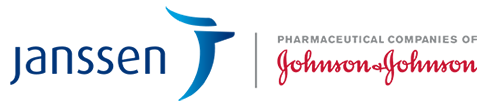 janssen
PHARMACEUTICAL COMPANIES OF
Johnson & Johnson